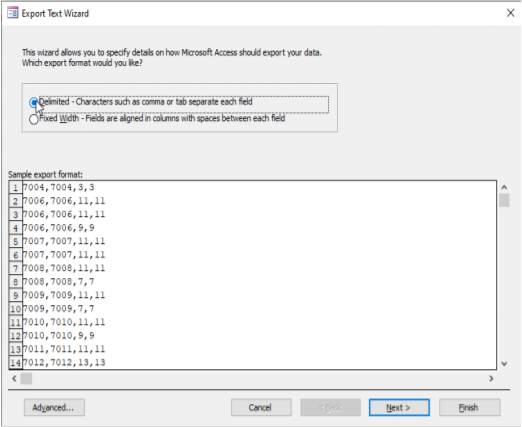 Export Text Wizard
X
This wizard allows you to specify details on how Microsoft Access should export your data.
Which export format would you like?
Delimited - Characters such as comma or tab separate each field
Fixed Width - Fields are aligned in columns with spaces between each field
Sample export format:
1 7004,7004,3,3
2 7006,7006,11,11
3 7006,7006,11,11
4 7006,7006,9,9
5 7007,7007,11,11
6 7007,7007,11,11
7 7008,7008,11,11
8 7008,7008,7,7
9 7009,7009,11,11
10 7009,7009,7,7
11 7010,7010,11,11
12 7010,7010,9,9
13 7011,7011,11,11
14 7012,7012,13,13
Advanced... Cancel < Back Next > Finish